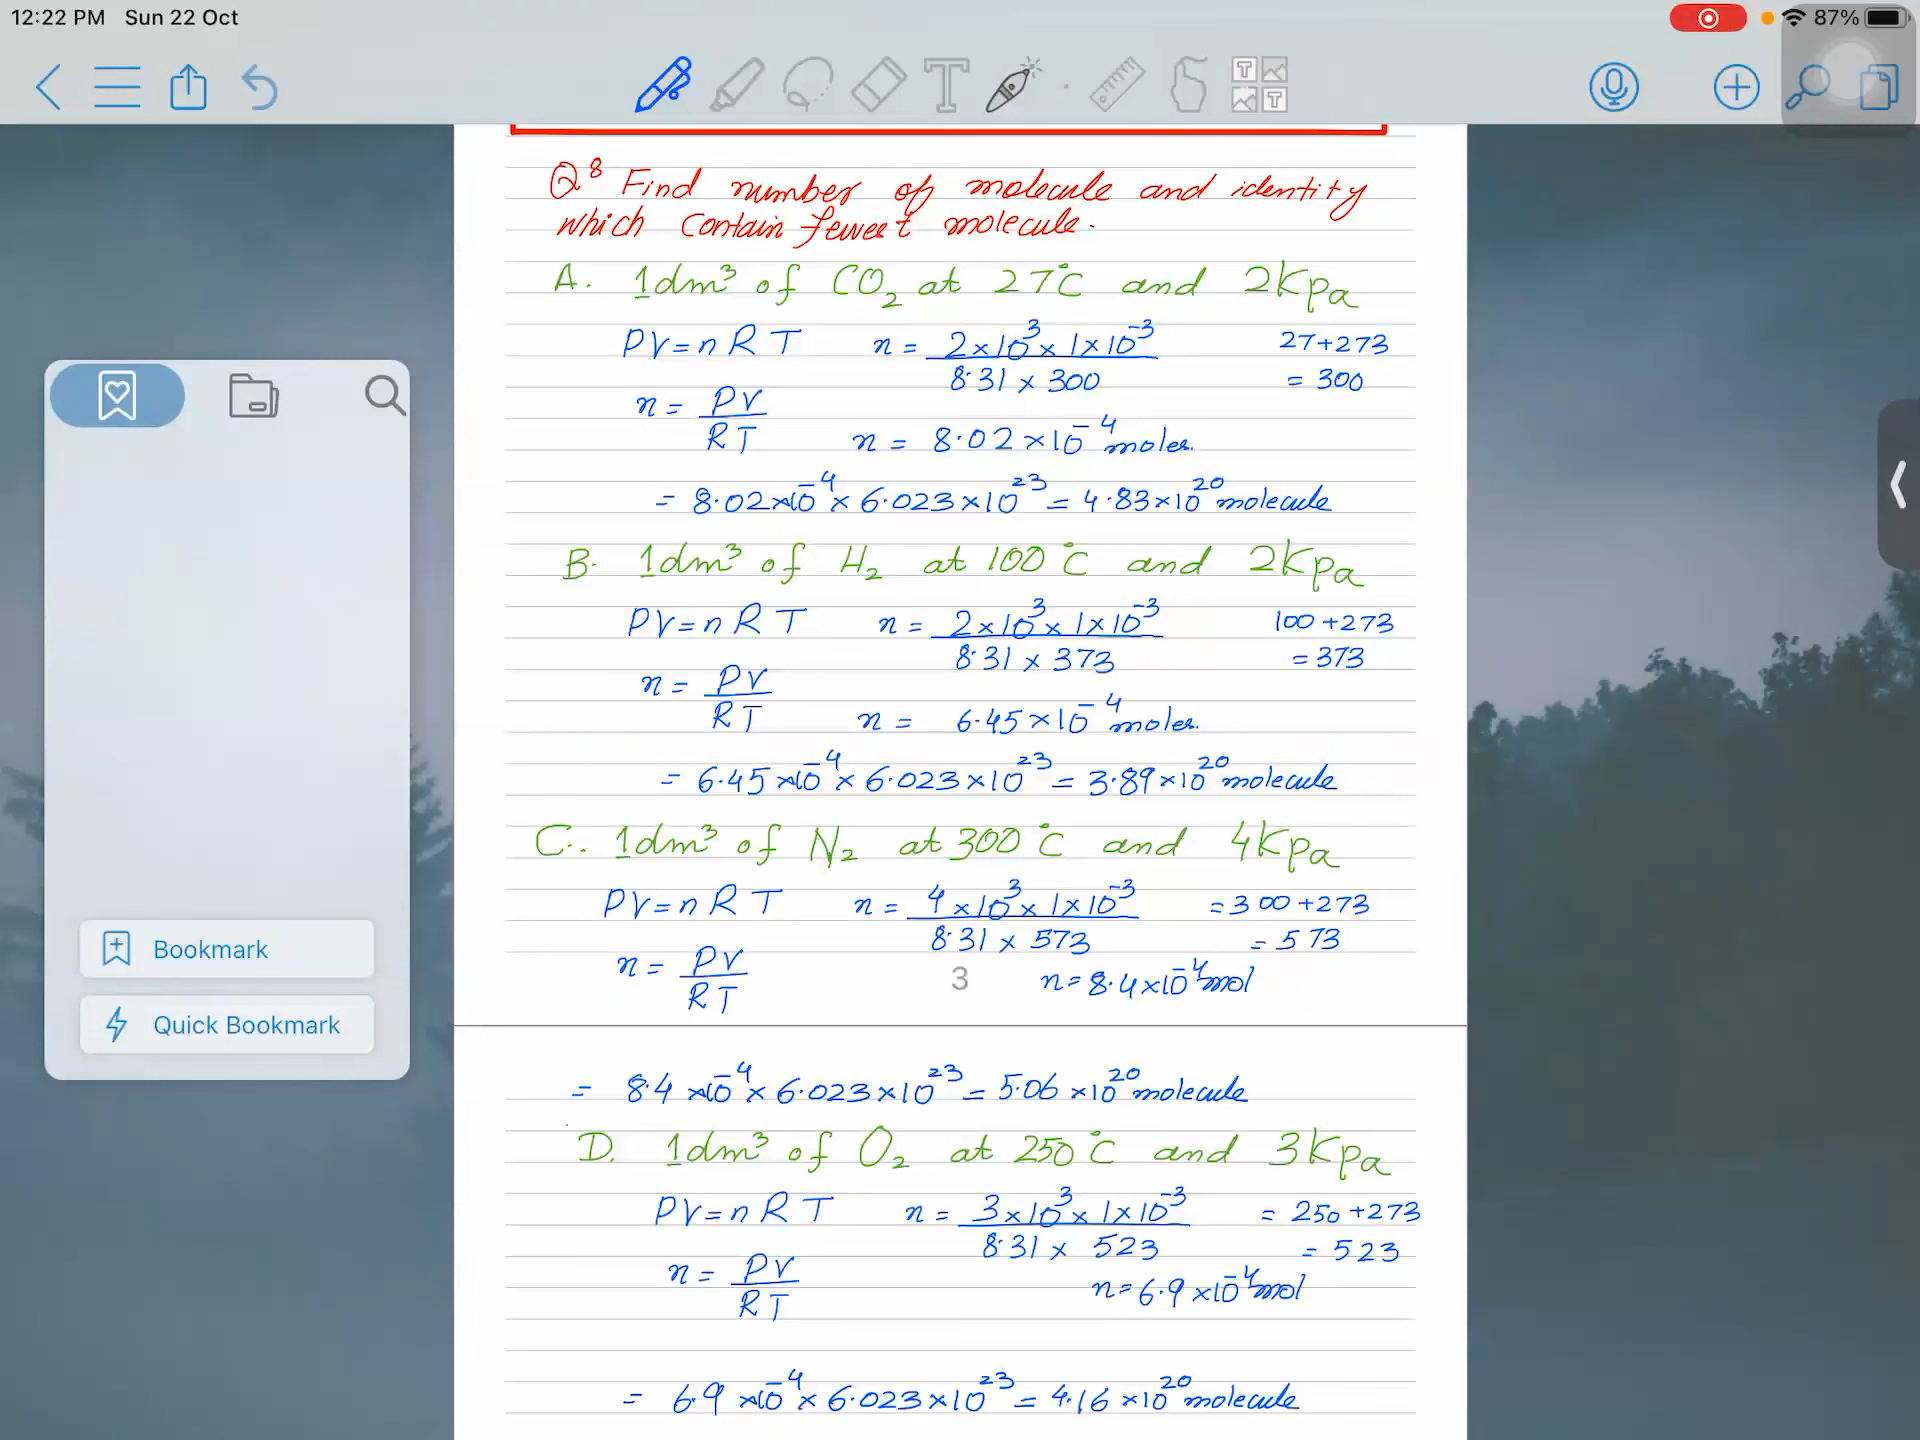 12:22 PM Sun 22 Oct
87%
Q8 Find number of molecule and identity
which contain fewest molecule.
A. 1dm³ of CO₂ at 27°C and 2Kpa
PV=nRT n = 2×10³×1×10⁻³ 27+273
8.31 × 300 = 300
n = PV
RT n = 8.02×10⁻⁴ moles.
= 8.02×10⁻⁴ × 6.023×10²³ = 4.83×10²⁰ molecule
B. 1dm³ of H₂ at 100°C and 2Kpa
PV=nRT n = 2×10³×1×10⁻³ 100+273
8.31 × 373 = 373
n = PV
RT n = 6.45×10⁻⁴ moles.
= 6.45×10⁻⁴ × 6.023×10²³ = 3.89×10²⁰ molecule
C.. 1dm³ of N₂ at 300°C and 4Kpa
PV=nRT n = 4×10³×1×10⁻³ = 300+273
8.31 × 573 = 573
n = PV
RT 3 n=8.4×10⁻⁴ mol
= 8.4×10⁻⁴ × 6.023×10²³ = 5.06×10²⁰ molecule
D. 1dm³ of O₂ at 250°C and 3Kpa
PV=nRT n = 3×10³×1×10⁻³ = 250+273
8.31 × 523 = 523
n = PV
RT n=6.9×10⁻⁴ mol
= 6.9×10⁻⁴ × 6.023×10²³ = 4.16×10²⁰ molecule
Bookmark
Quick Bookmark